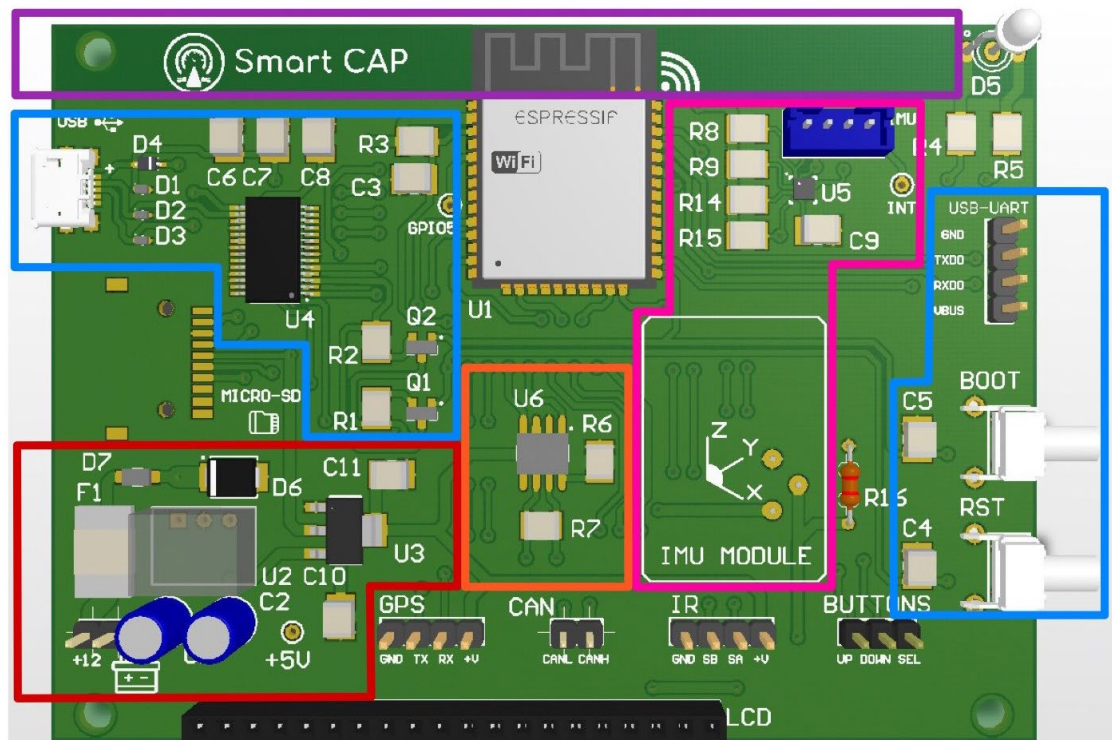 Smart CAP
D5
ESPRESSIF
WiFi
USB
D4
D1
D2
D3
C6 C7 C8
R3
C3
GPIO5
U4
U1
R8
R9
R14
R15
IMU
U5
INT
C9
R4
R5
USB-UART
GND
TXD0
RXD0
VBUS
Q2
R2
Q1
R1
MICRO-SD
U6
R6
R7
Z
Y
X
IMU MODULE
R16
BOOT
C5
RST
C4
D7
D6
F1
C11
U3
U2
C10
C2
+12
+ -
+5V
GPS
GND TX RX +V
CAN
CANL CANH
IR
GND SB SA +V
BUTTONS
UP DOWN SEL
LCD